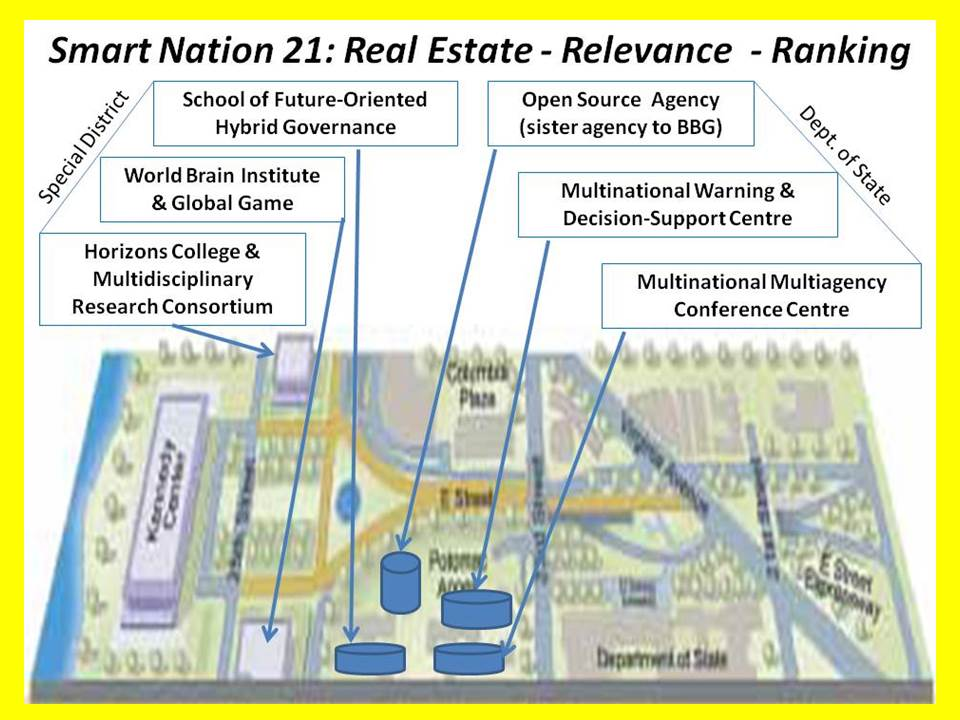 Smart Nation 21: Real Estate - Relevance - Ranking
Special District
School of Future-Oriented
Hybrid Governance
Open Source Agency
(sister agency to BBG)
Dept. of State
World Brain Institute
& Global Game
Multinational Warning &
Decision-Support Centre
Horizons College &
Multidisciplinary
Research Consortium
Multinational Multiagency
Conference Centre
Columbia
Plaza
Kennedy
Center
E Street
Street
Virginia Avenue
Potomac
E Street
Expressway
Department of State